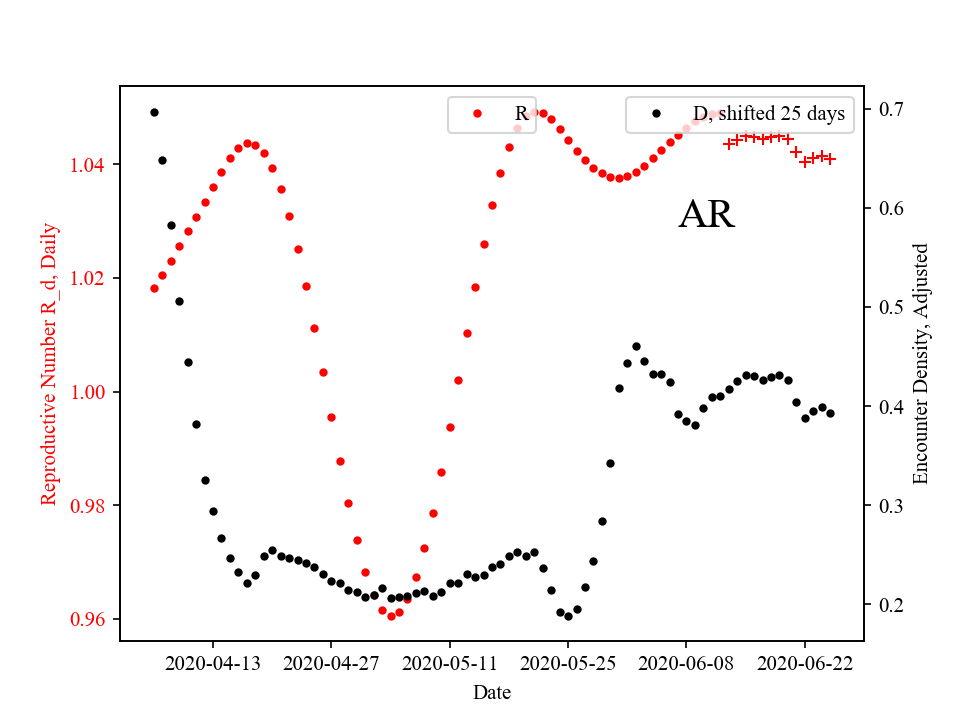 R
D, shifted 25 days
AR
Reproductive Number R_d, Daily
1.04
1.02
1.00
0.98
0.96
0.7
0.6
0.5
0.4
0.3
0.2
Encounter Density, Adjusted
2020-04-13 2020-04-27 2020-05-11 2020-05-25 2020-06-08 2020-06-22
Date